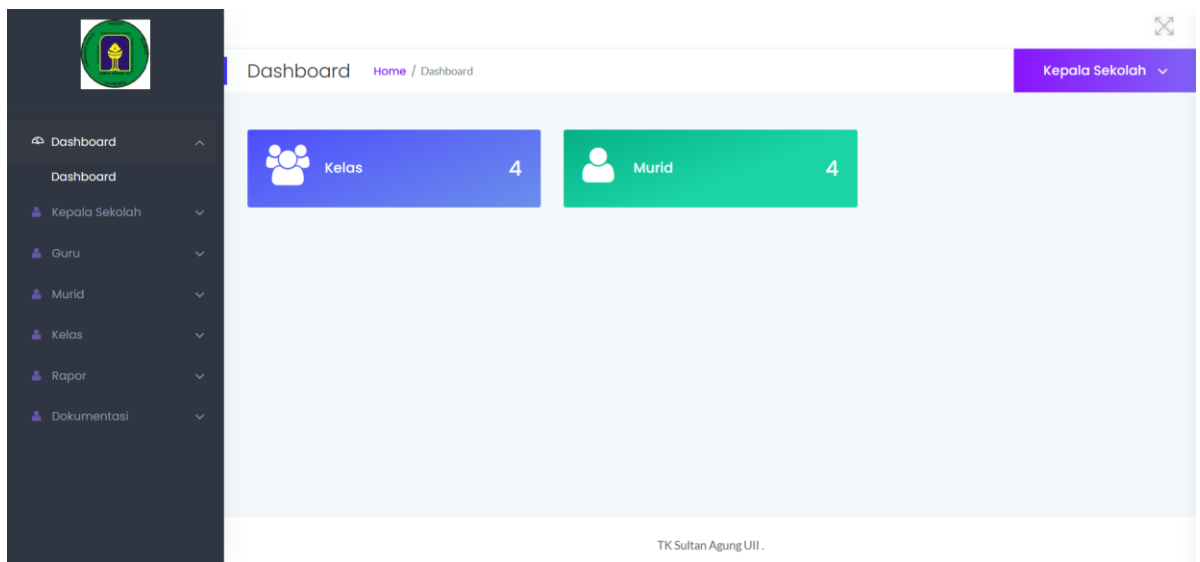 Dashboard Home / Dashboard
Kepala Sekolah
Dashboard
Dashboard
Kepala Sekolah
Guru
Murid
Kelas
Rapor
Dokumentasi
Kelas 4
Murid 4
TK Sultan Agung UII .